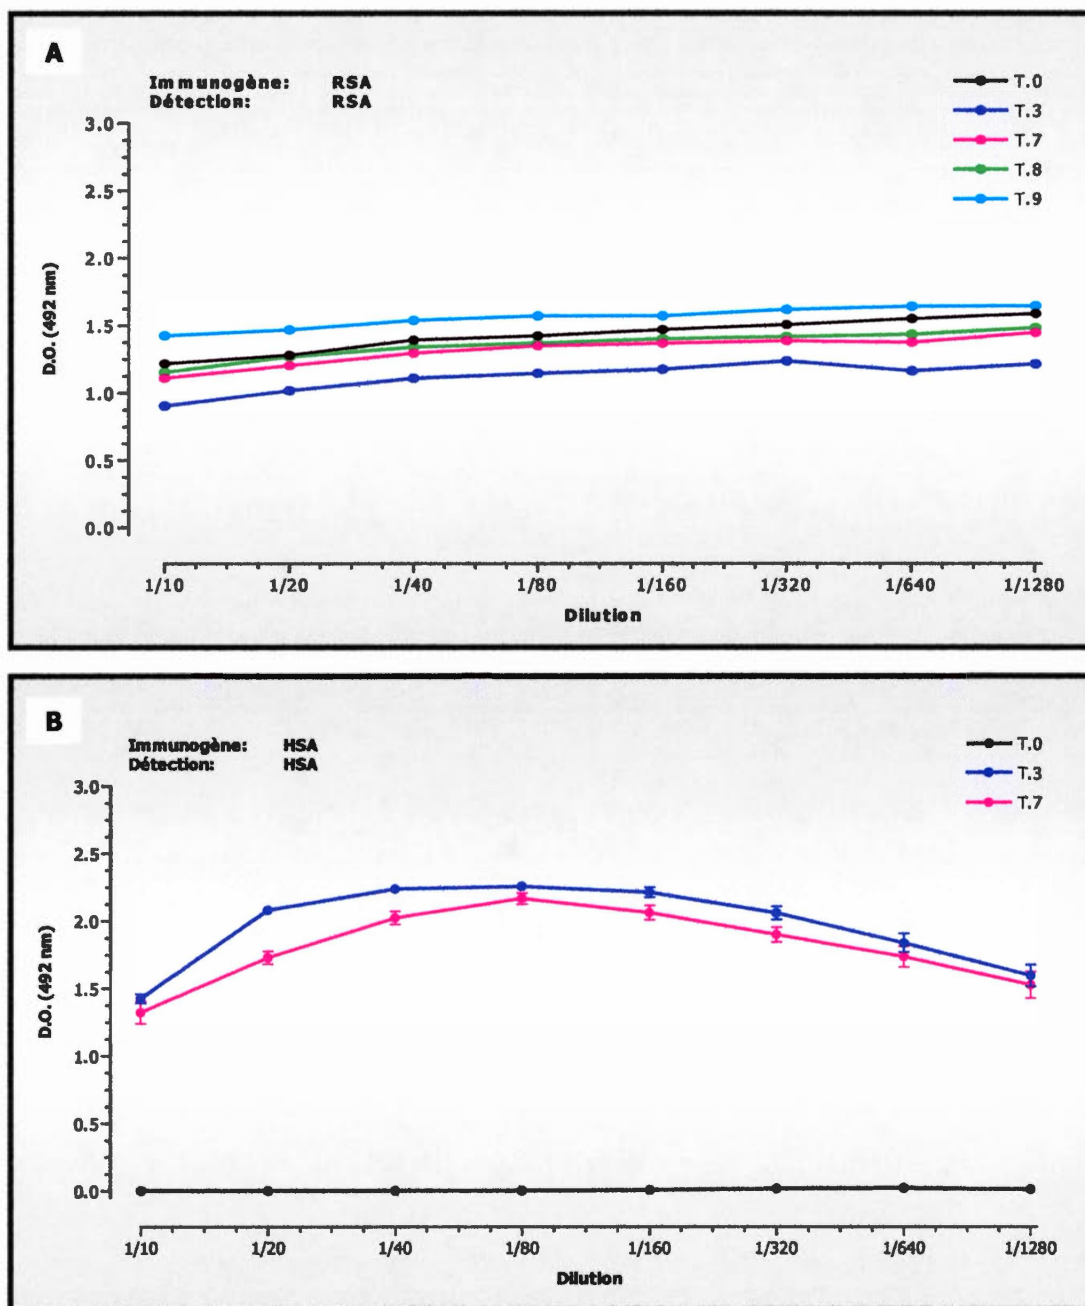 A
Immunogène: RSA
Détection: RSA
T.0
T.3
T.7
T.8
T.9
3.0
2.5
2.0
1.5
1.0
0.5
0.0
D.O. (492 nm)
1/10 1/20 1/40 1/80 1/160 1/320 1/640 1/1280
Dilution
B
Immunogène: HSA
Détection: HSA
T.0
T.3
T.7
3.0
2.5
2.0
1.5
1.0
0.5
0.0
D.O. (492 nm)
1/10 1/20 1/40 1/80 1/160 1/320 1/640 1/1280
Dilution